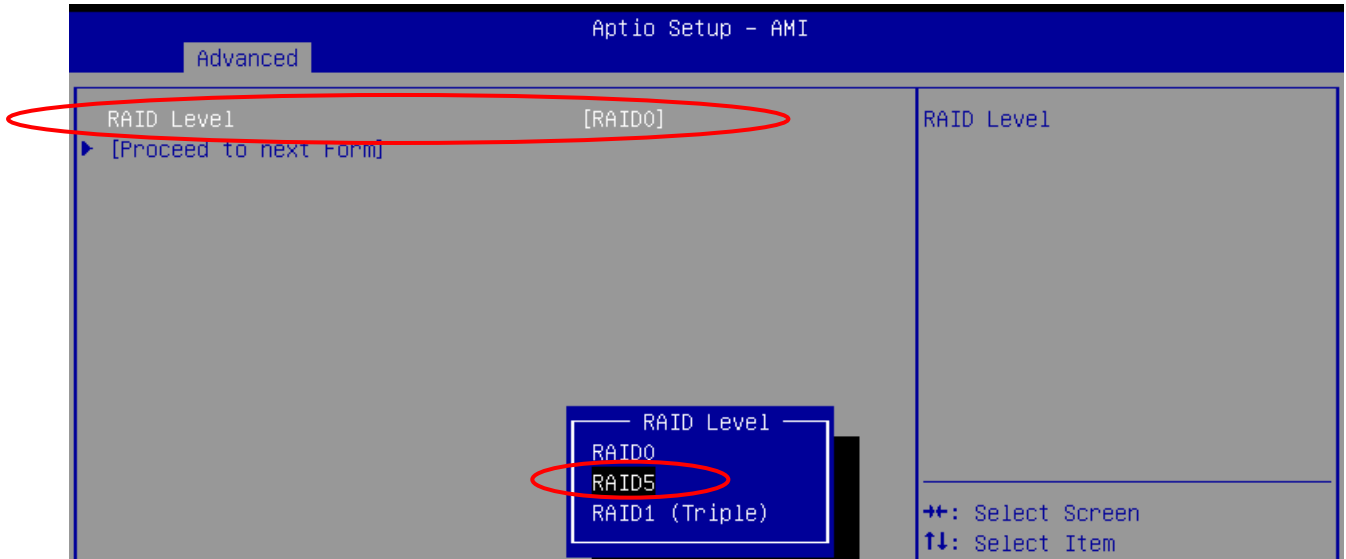 Aptio Setup - AMI
Advanced
RAID Level [RAID0]
[Proceed to next Form]
RAID Level
RAID Level
RAID0
RAID5
RAID1 (Triple)
→←: Select Screen
↑↓: Select Item